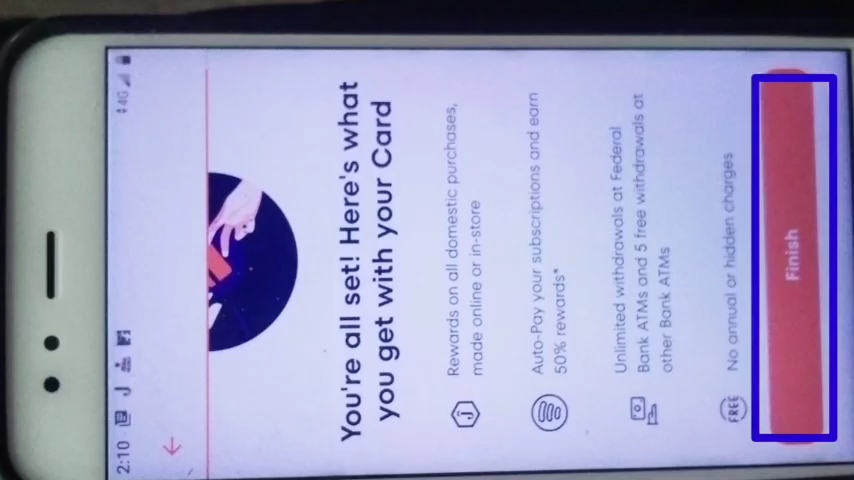 2:10
4G
You're all set! Here's what
you get with your Card
Rewards on all domestic purchases,
made online or in-store
Auto-Pay your subscriptions and earn
50% rewards*
Unlimited withdrawals at Federal
Bank ATMs and 5 free withdrawals at
other Bank ATMs
FREE
No annual or hidden charges
Finish